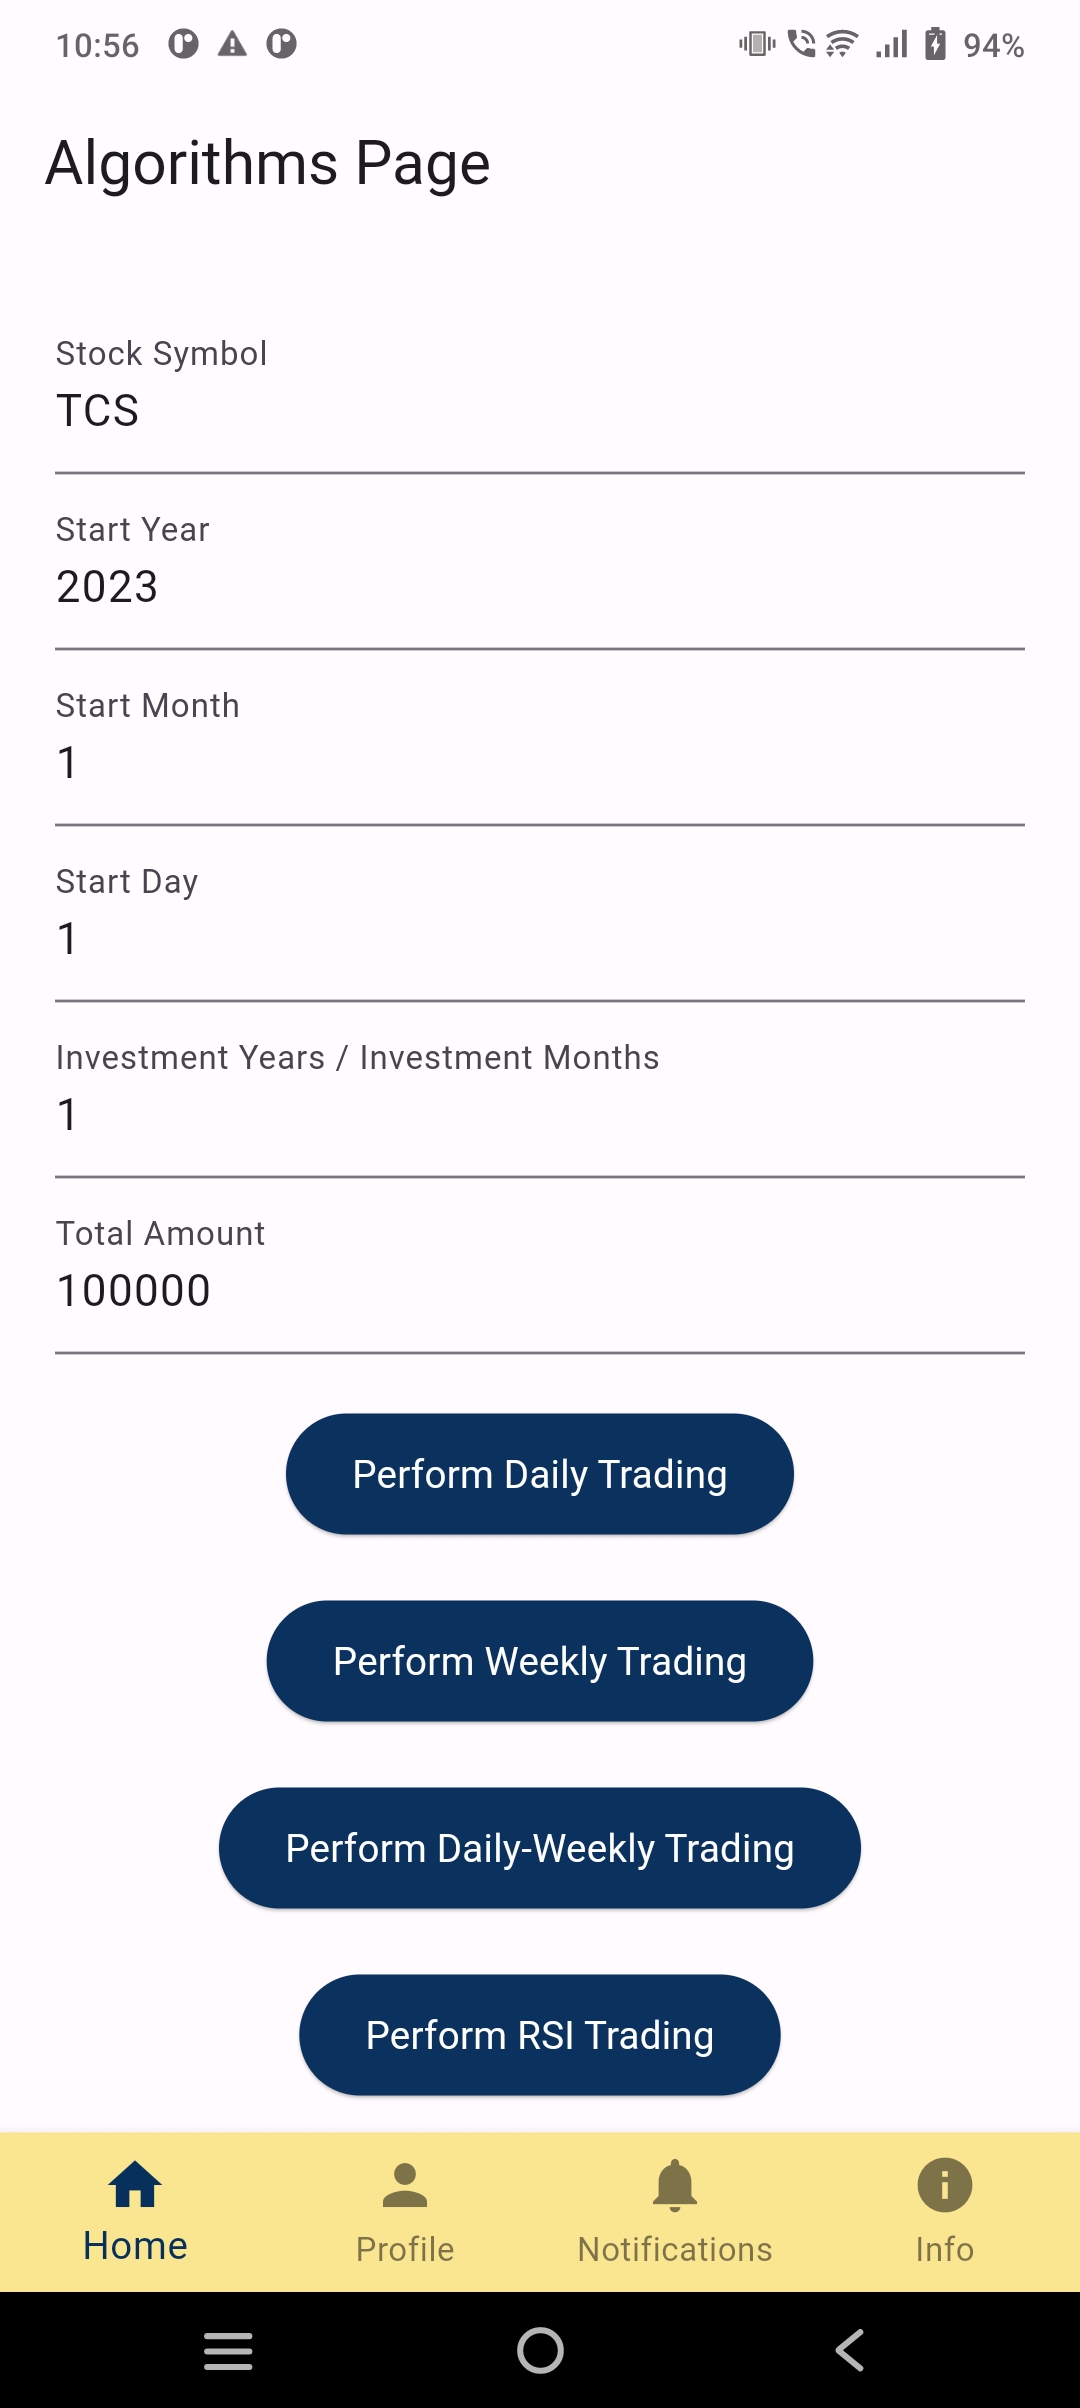 10:56
94%
Algorithms Page
Stock Symbol
TCS
Start Year
2023
Start Month
1
Start Day
1
Investment Years / Investment Months
1
Total Amount
100000
Perform Daily Trading
Perform Weekly Trading
Perform Daily-Weekly Trading
Perform RSI Trading
Home
Profile
Notifications
Info